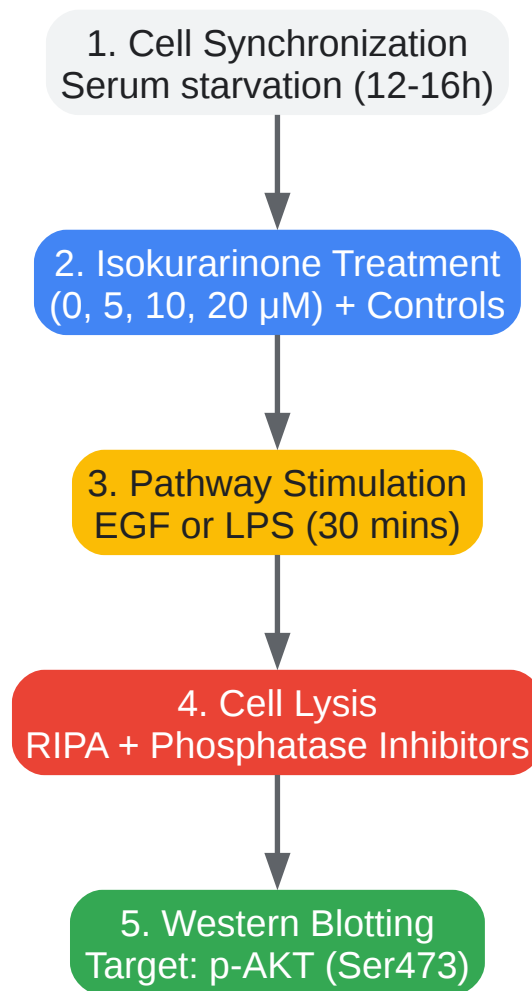 1. Cell Synchronization
Serum starvation (12-16h)
2. Isokurarinone Treatment
(0, 5, 10, 20 μM) + Controls
3. Pathway Stimulation
EGF or LPS (30 mins)
4. Cell Lysis
RIPA + Phosphatase Inhibitors
5. Western Blotting
Target: p-AKT (Ser473)